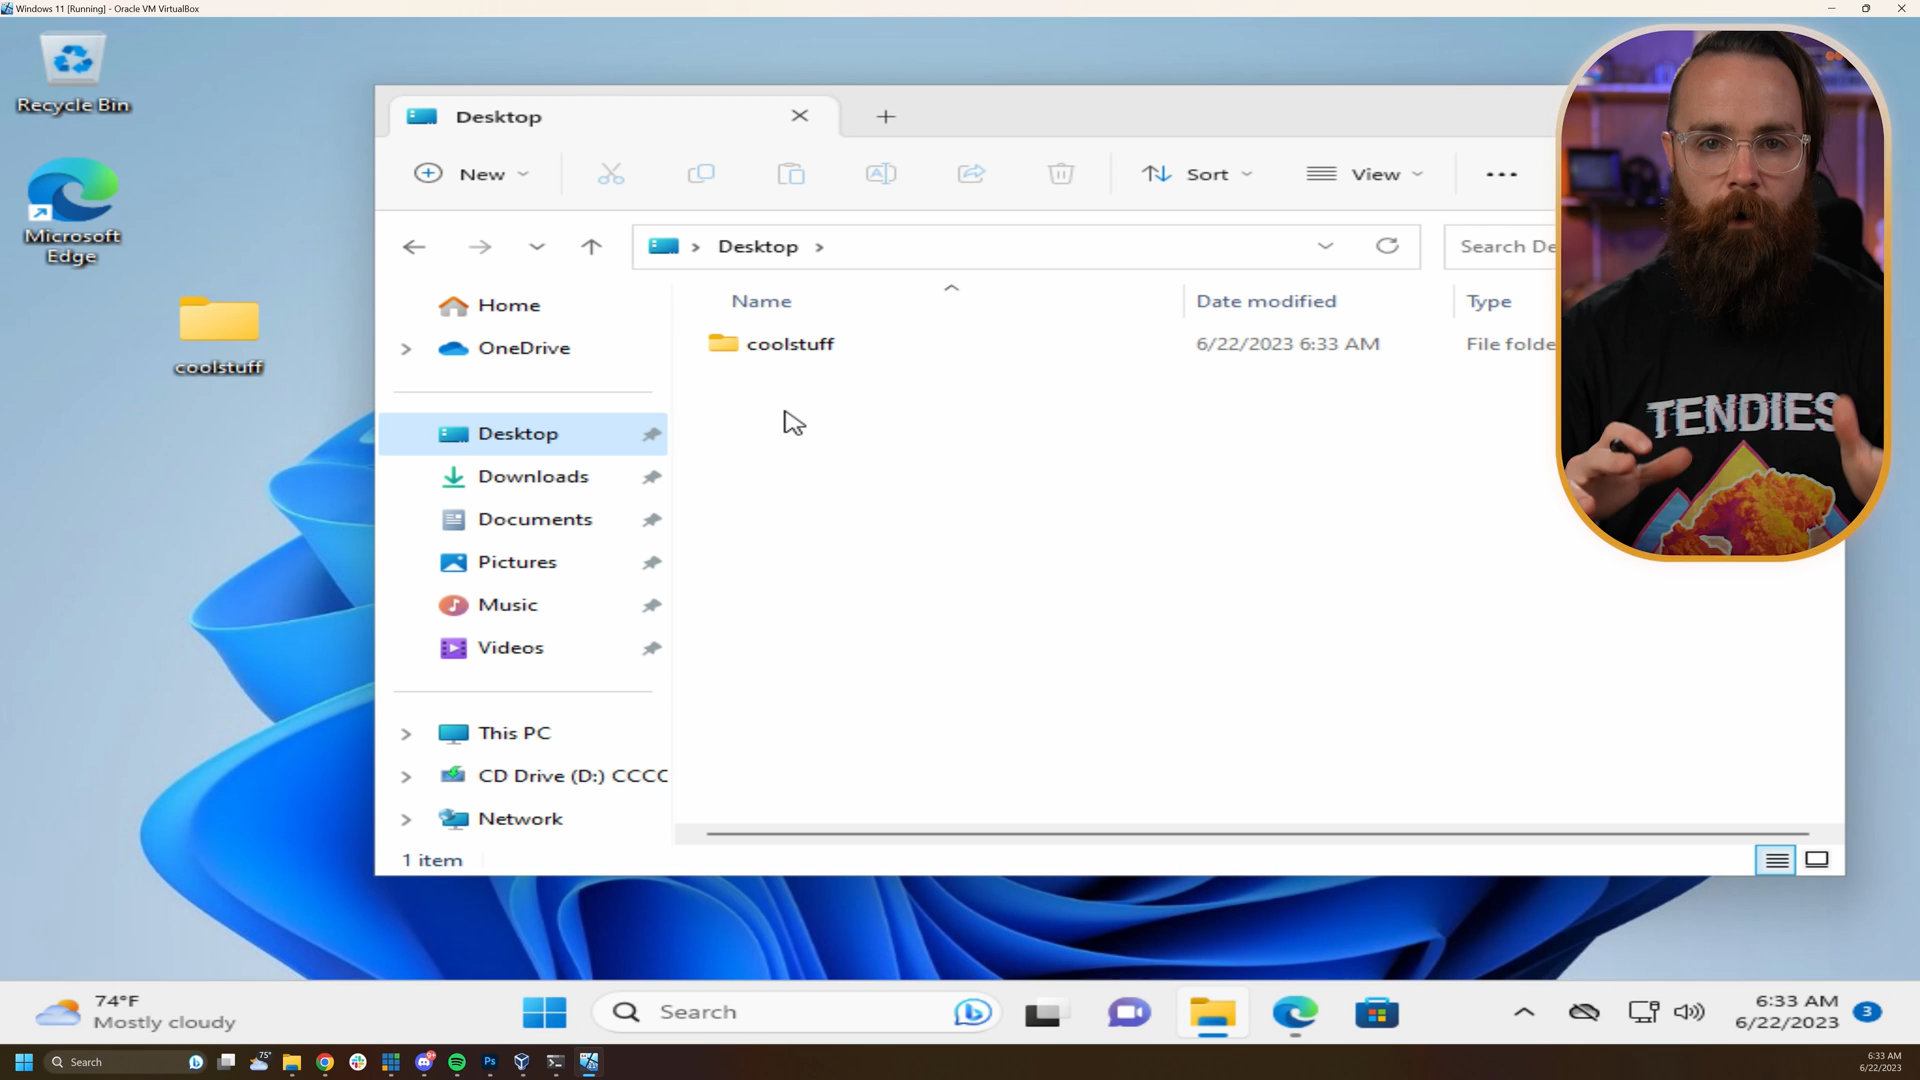 Windows 11 [Running] - Oracle VM VirtualBox
Recycle Bin
Microsoft
Edge
coolstuff
Desktop
New
Sort
View
Desktop
Search De
Home
OneDrive
Desktop
Downloads
Documents
Pictures
Music
Videos
This PC
CD Drive (D:) CCCC
Network
Name
Date modified
Type
coolstuff
6/22/2023 6:33 AM
File folde
1 item
TENDIES
74°F
Mostly cloudy
Search
6:33 AM
6/22/2023
3
Search
75°
Ps
6:33 AM
6/22/2023